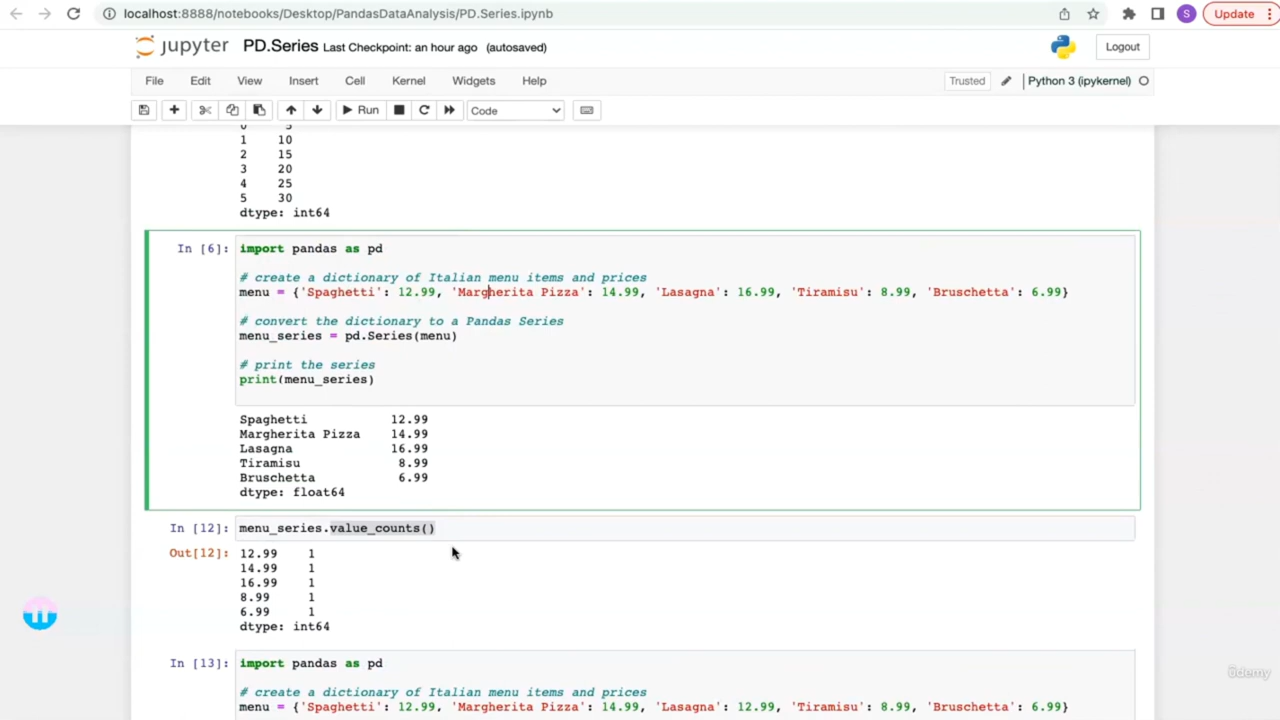 localhost:8888/notebooks/Desktop/PandasDataAnalysis/PD.Series.ipynb
S
Update
jupyter PD.Series Last Checkpoint: an hour ago (autosaved)
Logout
File Edit View Insert Cell Kernel Widgets Help
Trusted
Python 3 (ipykernel)
Run
Code
0 5
1 10
2 15
3 20
4 25
5 30
dtype: int64
In [6]: import pandas as pd
# create a dictionary of Italian menu items and prices
menu = {'Spaghetti': 12.99, 'Margherita Pizza': 14.99, 'Lasagna': 16.99, 'Tiramisu': 8.99, 'Bruschetta': 6.99}
# convert the dictionary to a Pandas Series
menu_series = pd.Series(menu)
# print the series
print(menu_series)
Spaghetti 12.99
Margherita Pizza 14.99
Lasagna 16.99
Tiramisu 8.99
Bruschetta 6.99
dtype: float64
In [12]: menu_series.value_counts()
Out[12]: 12.99 1
14.99 1
16.99 1
8.99 1
6.99 1
dtype: int64
In [13]: import pandas as pd
# create a dictionary of Italian menu items and prices
menu = {'Spaghetti': 12.99, 'Margherita Pizza': 14.99, 'Lasagna': 12.99, 'Tiramisu': 8.99, 'Bruschetta': 6.99}
ûdemy